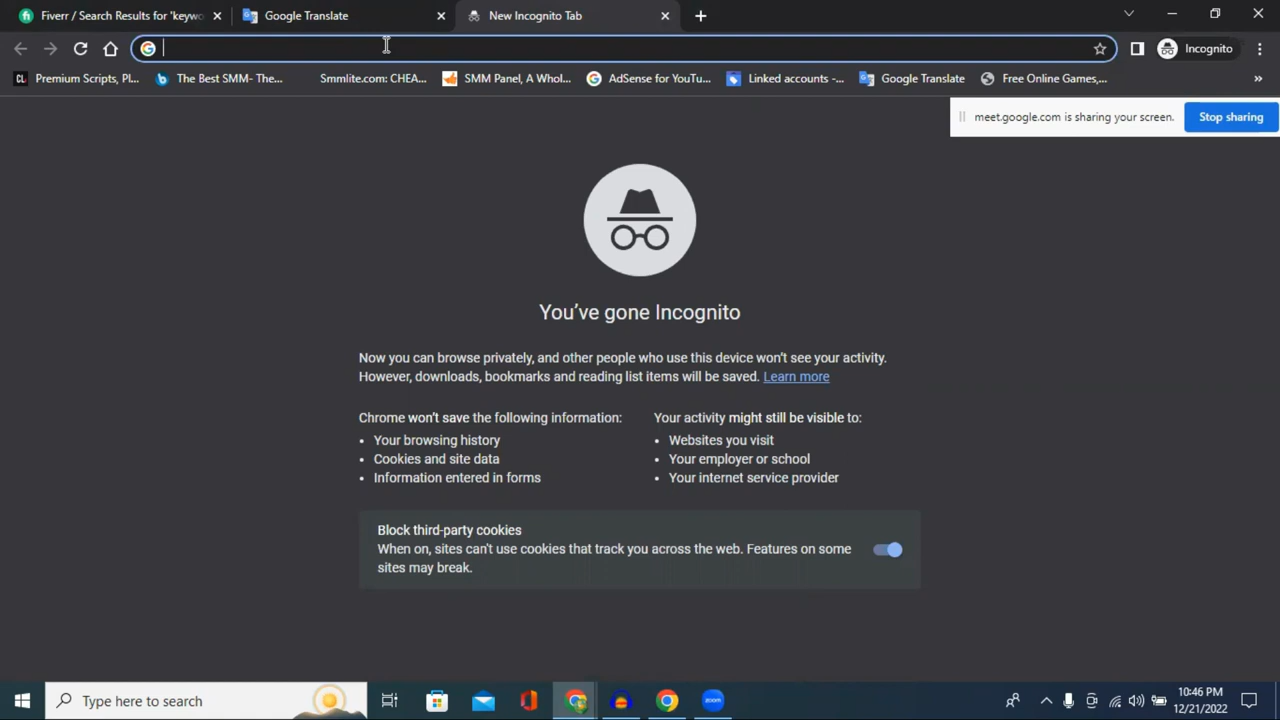 Fiverr / Search Results for 'keywo
Google Translate
New Incognito Tab
Incognito
CL Premium Scripts, Pl...
b The Best SMM- The...
Smmlite.com: CHEA...
SMM Panel, A Whol...
AdSense for YouTu...
Linked accounts -...
Google Translate
Free Online Games,...
meet.google.com is sharing your screen.
Stop sharing
You've gone Incognito
Now you can browse privately, and other people who use this device won't see your activity.
However, downloads, bookmarks and reading list items will be saved. Learn more
Chrome won't save the following information:
• Your browsing history
• Cookies and site data
• Information entered in forms
Your activity might still be visible to:
• Websites you visit
• Your employer or school
• Your internet service provider
Block third-party cookies
When on, sites can't use cookies that track you across the web. Features on some
sites may break.
Type here to search
zoom
10:46 PM
12/21/2022